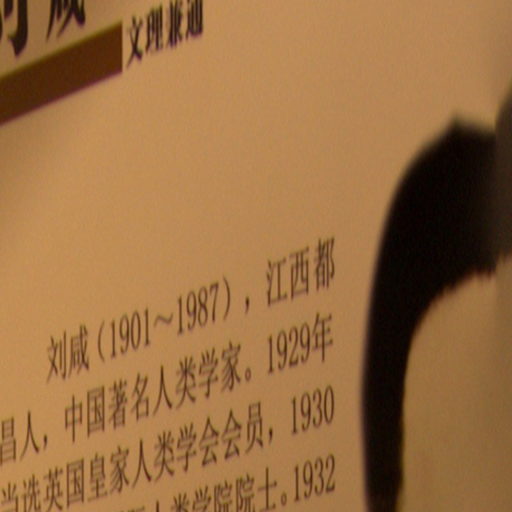 刘咸
文理兼通
刘咸(1901～1987)，江西都
昌人，中国著名人类学家。1929年
当选英国皇家人类学会会员，1930
人类学院院士。1932